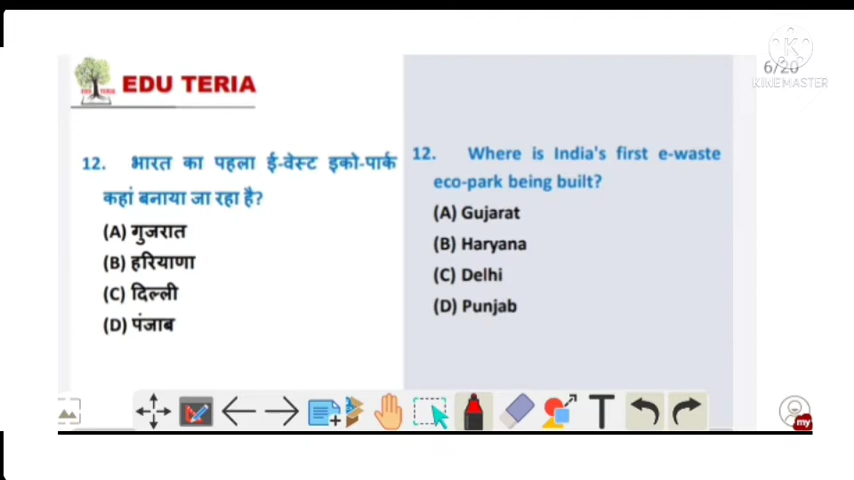 EDU TERIA
6/20
KINEMASTER
12. भारत का पहला ई-वेस्ट इको-पार्क
कहां बनाया जा रहा है?
(A) गुजरात
(B) हरियाणा
(C) दिल्ली
(D) पंजाब
12. Where is India's first e-waste
eco-park being built?
(A) Gujarat
(B) Haryana
(C) Delhi
(D) Punjab
T
my